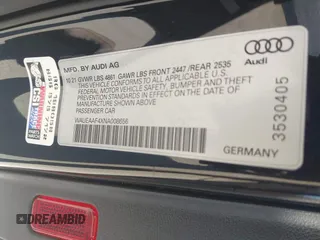 MFD. BY AUDI AG
10.21 GVWR LBS 4861 GAWR LBS FRONT 2447 /REAR 2535
THIS VEHICLE CONFORMS TO ALL APPLICABLE U.S.
FEDERAL MOTOR VEHICLE SAFETY, BUMPER, AND
THEFT PREVENTION STANDARDS IN EFFECT ON THE
DATE OF MANUFACTURE SHOWN ABOVE.
PASSENGER CAR
WAUEAAF4XNA008656
Audi
3530405
GERMANY
DREAMBID